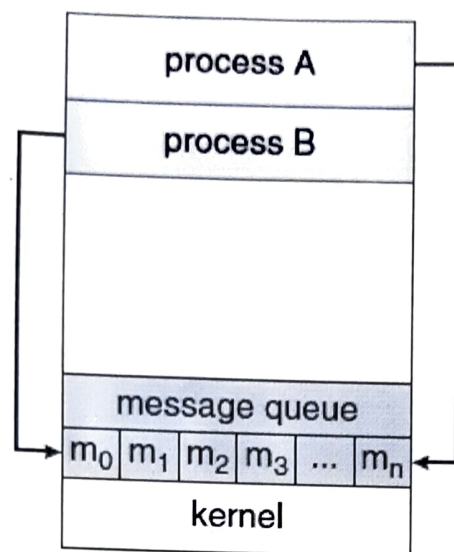 process A
process B
message queue
m₀ m₁ m₂ m₃ ... mₙ
kernel